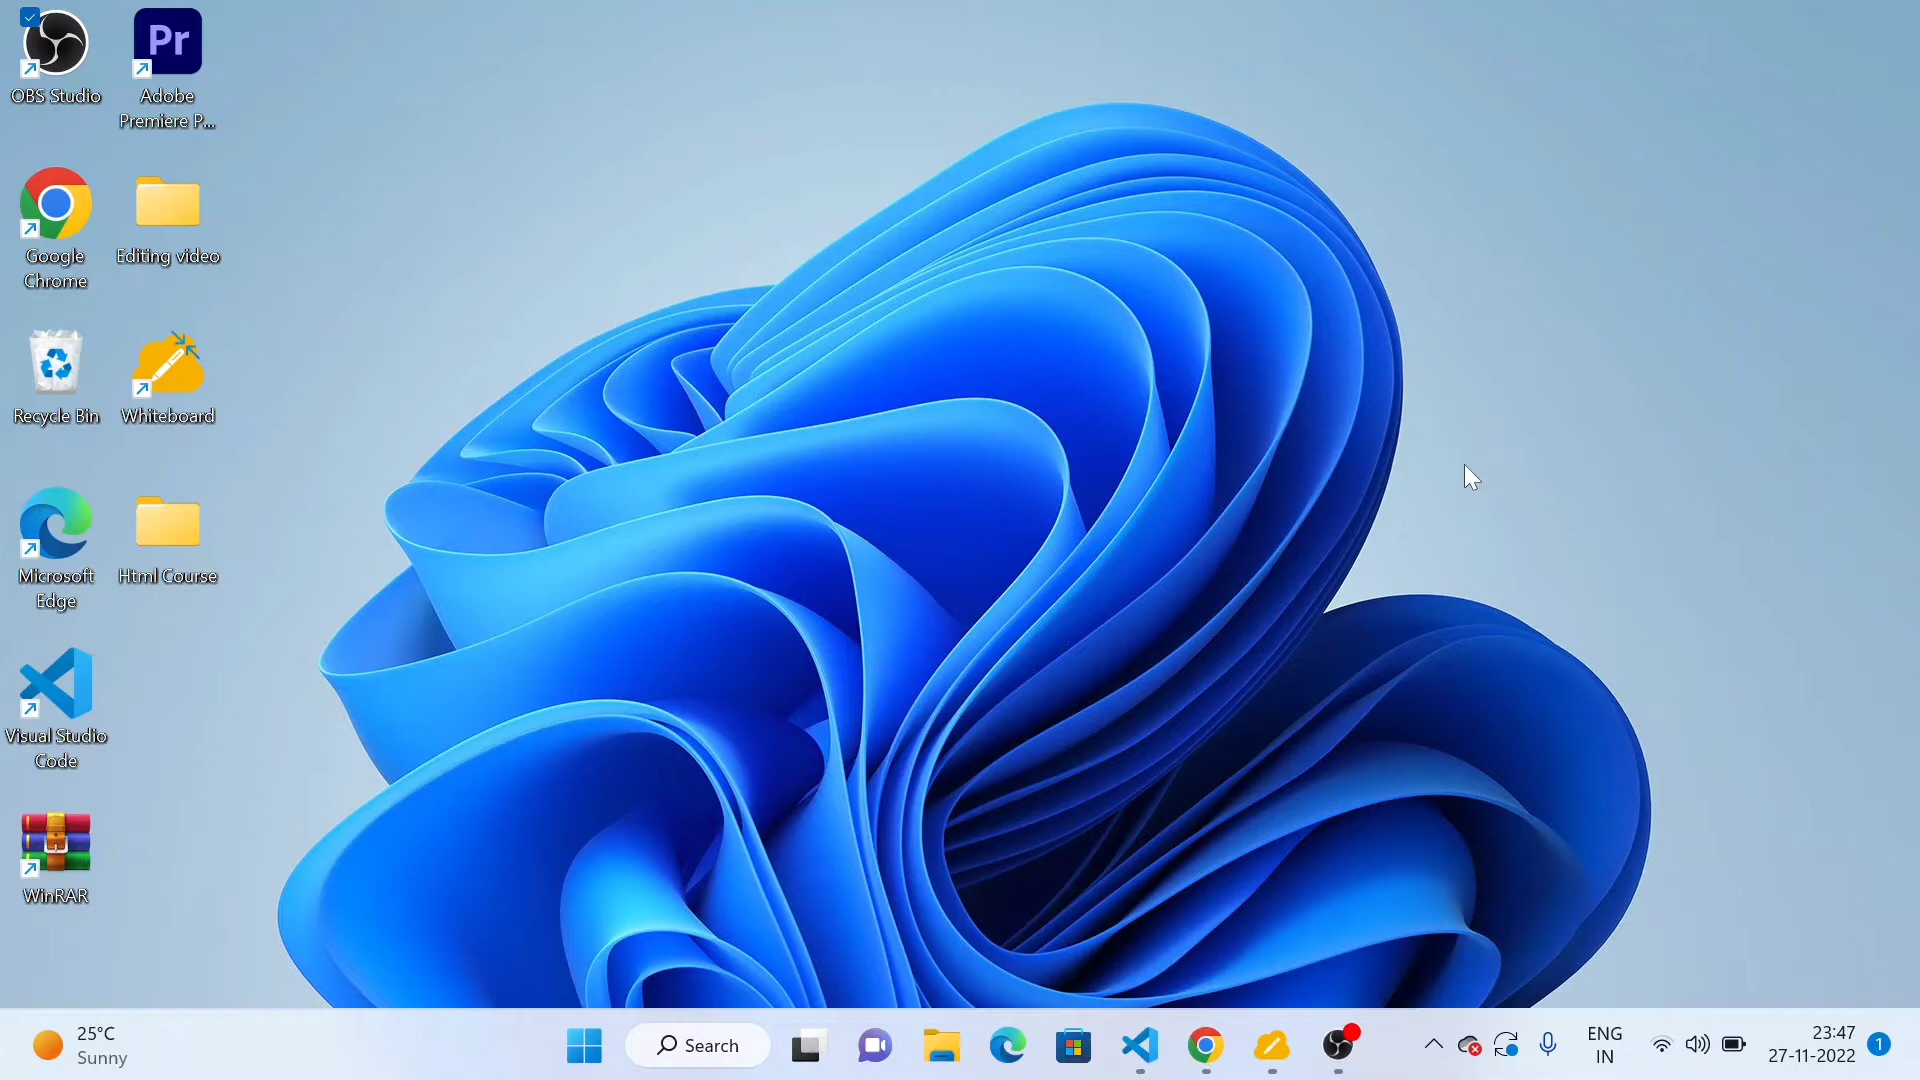 OBS Studio
Pr
Adobe
Premiere P...
Google
Chrome
Editing video
Recycle Bin
Whiteboard
Microsoft
Edge
Html Course
Visual Studio
Code
WinRAR
25°C
Sunny
Search
ENG
IN
23:47
27-11-2022
1